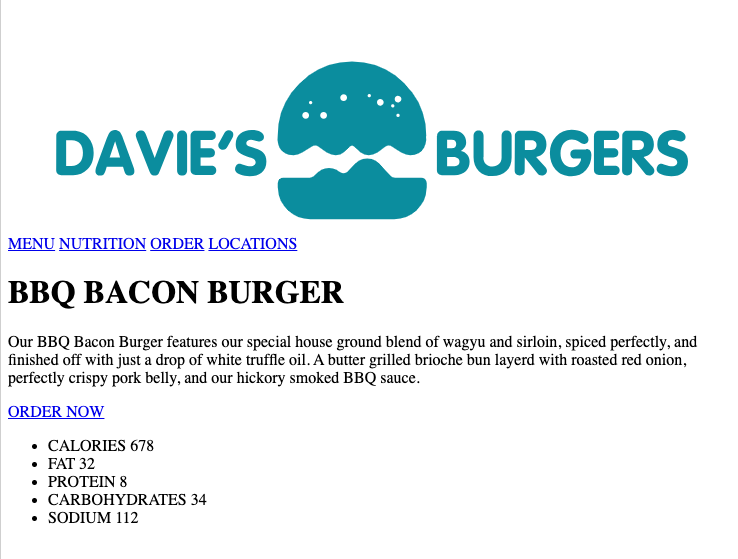 DAVIE'S BURGERS
MENU NUTRITION ORDER LOCATIONS
BBQ BACON BURGER
Our BBQ Bacon Burger features our special house ground blend of wagyu and sirloin, spiced perfectly, and
finished off with just a drop of white truffle oil. A butter grilled brioche bun layerd with roasted red onion,
perfectly crispy pork belly, and our hickory smoked BBQ sauce.
ORDER NOW
• CALORIES 678
• FAT 32
• PROTEIN 8
• CARBOHYDRATES 34
• SODIUM 112